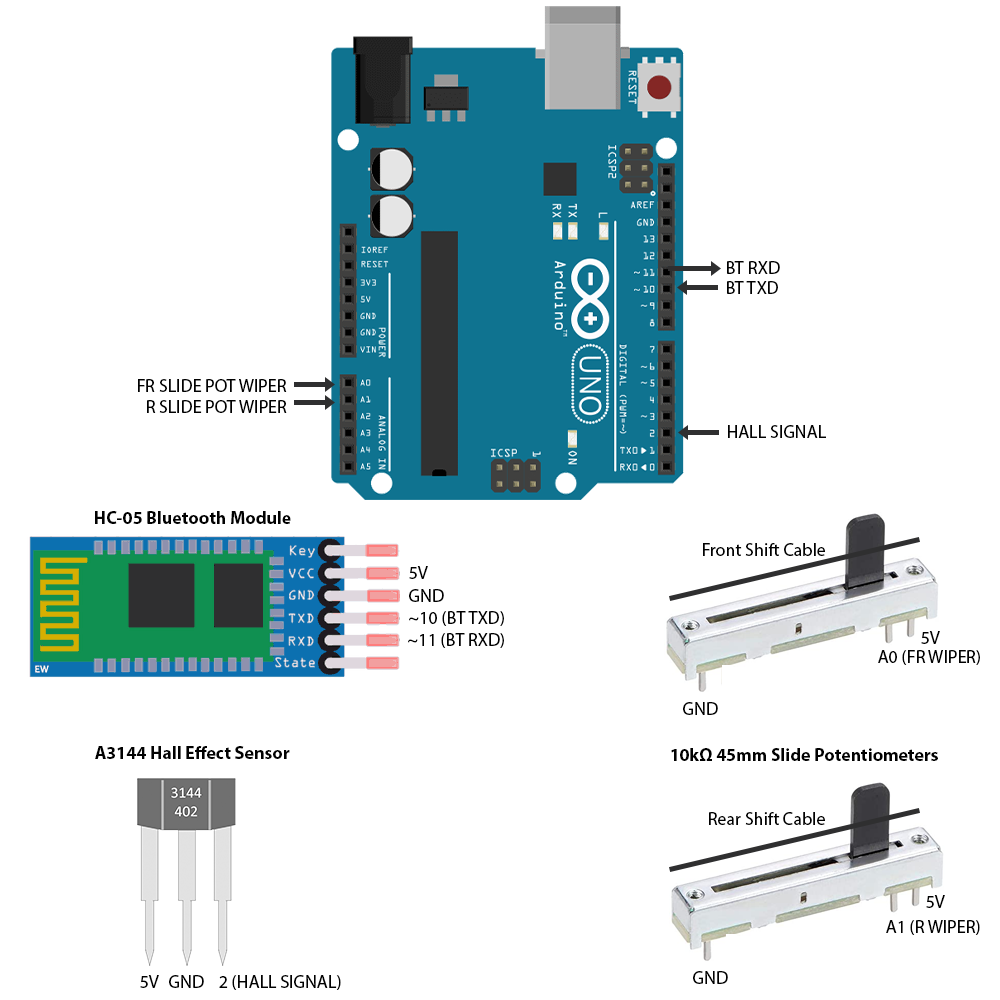 RESET
ICSP2
AREF
GND
13
12
~11
~10
~9
8
BT RXD
BT TXD
RX
TX
L
Arduino™
UNO
IOREF
RESET
3V3
5V
GND
GND
VIN
POWER
FR SLIDE POT WIPER
R SLIDE POT WIPER
A0
A1
A2
A3
A4
A5
ANALOG IN
DIGITAL (PWM=~)
7
~6
~5
4
~3
2
TX0▶1
RX0◀0
HALL SIGNAL
ON
ICSP
1
HC-05 Bluetooth Module
Key
VCC 5V
GND GND
TXD ~10 (BT TXD)
RXD ~11 (BT RXD)
State
EW
Front Shift Cable
5V
A0 (FR WIPER)
GND
A3144 Hall Effect Sensor
3144
402
5V GND 2 (HALL SIGNAL)
10kΩ 45mm Slide Potentiometers
Rear Shift Cable
5V
A1 (R WIPER)
GND